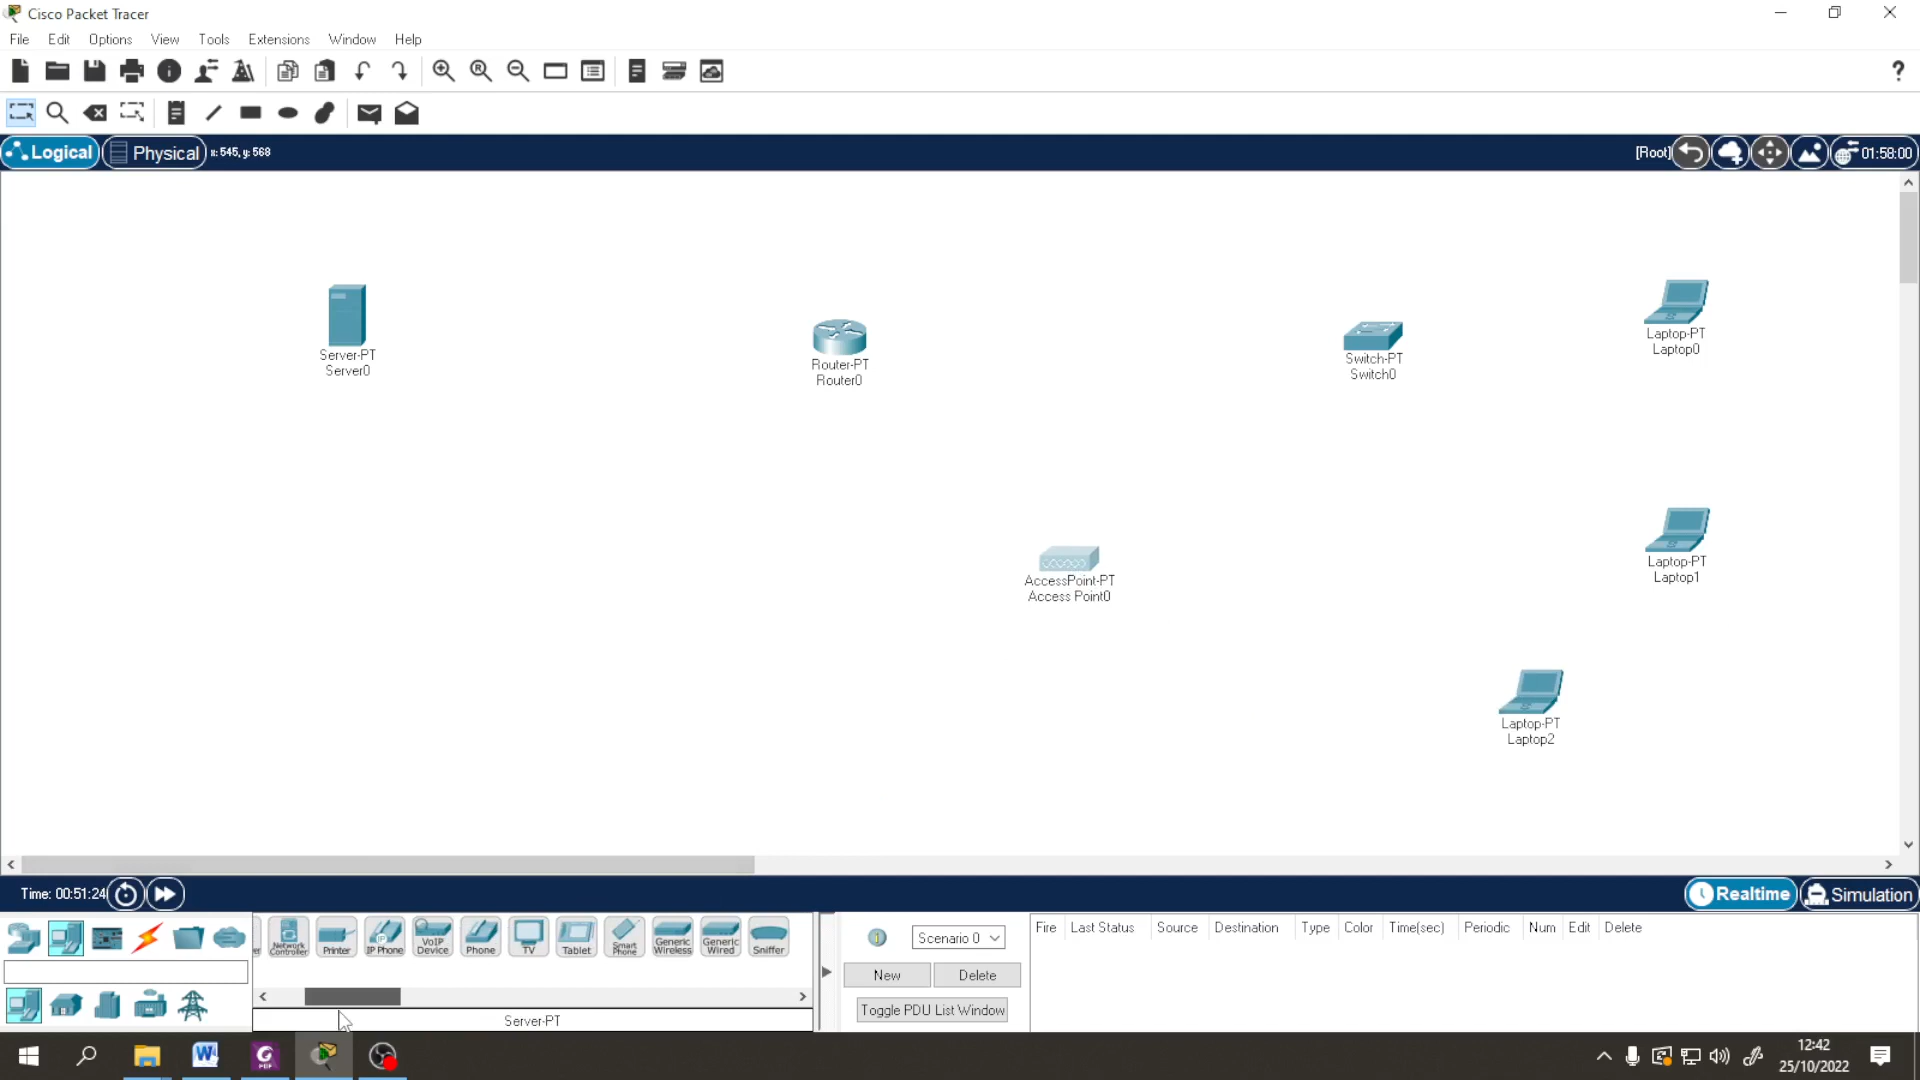 Cisco Packet Tracer
File Edit Options View Tools Extensions Window Help
Logical Physical x: 545, y: 568 [Root] 01:58:00
Server-PT
Server0
Router-PT
Router0
Switch-PT
Switch0
Laptop-PT
Laptop0
AccessPoint-PT
Access Point0
Laptop-PT
Laptop1
Laptop-PT
Laptop2
Time: 00:51:24 Realtime Simulation
Network Controller Printer IP Phone VoIP Device Phone TV Tablet Smart Phone Generic Wireless Generic Wired Sniffer
Server-PT
Scenario 0
New Delete
Toggle PDU List Window
Fire Last Status Source Destination Type Color Time(sec) Periodic Num Edit Delete
12:42
25/10/2022